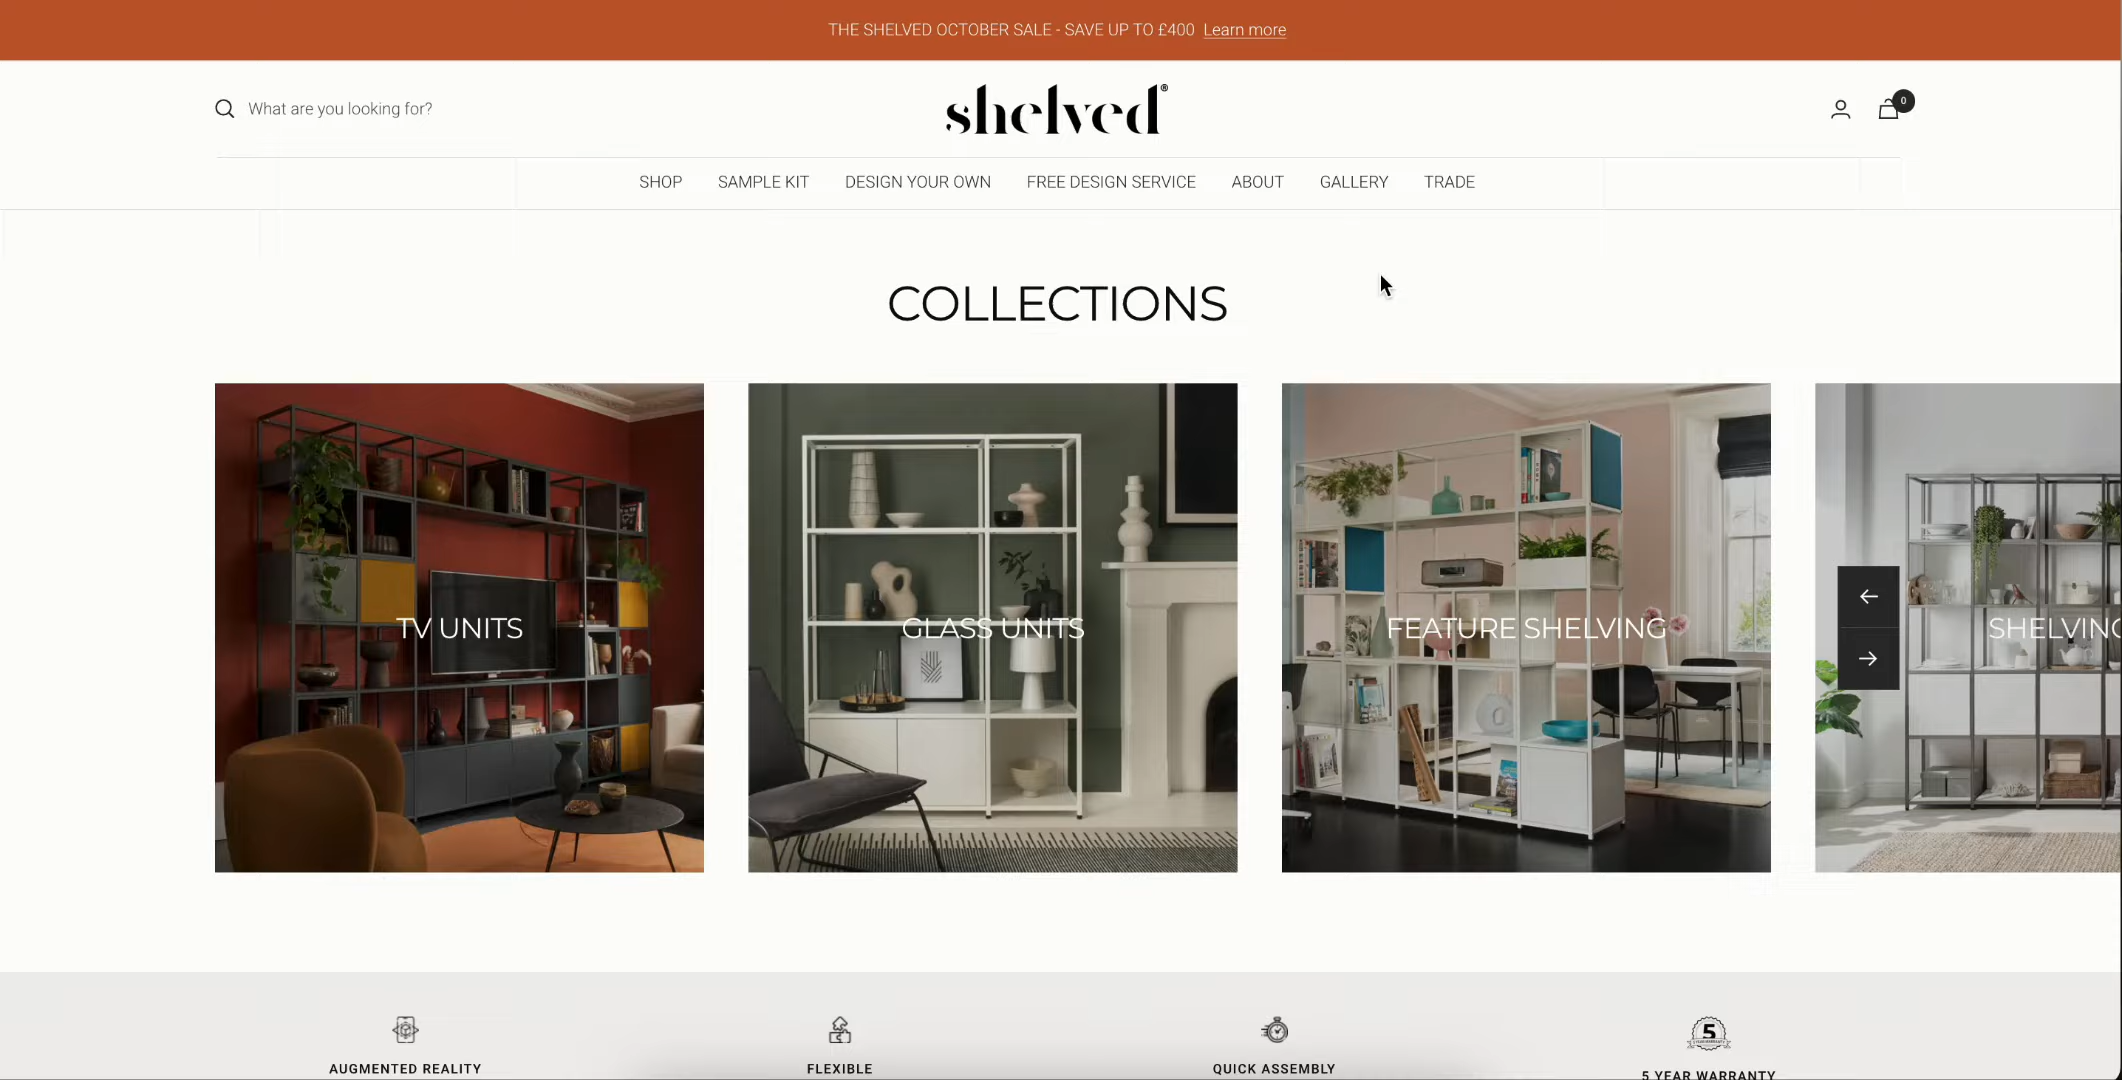 THE SHELVED OCTOBER SALE - SAVE UP TO £400 Learn more
What are you looking for?
shelved®
0
SHOP SAMPLE KIT DESIGN YOUR OWN FREE DESIGN SERVICE ABOUT GALLERY TRADE
COLLECTIONS
TV UNITS
GLASS UNITS
FEATURE SHELVING
SHELVING
5
AUGMENTED REALITY
FLEXIBLE
QUICK ASSEMBLY
5 YEAR WARRANTY